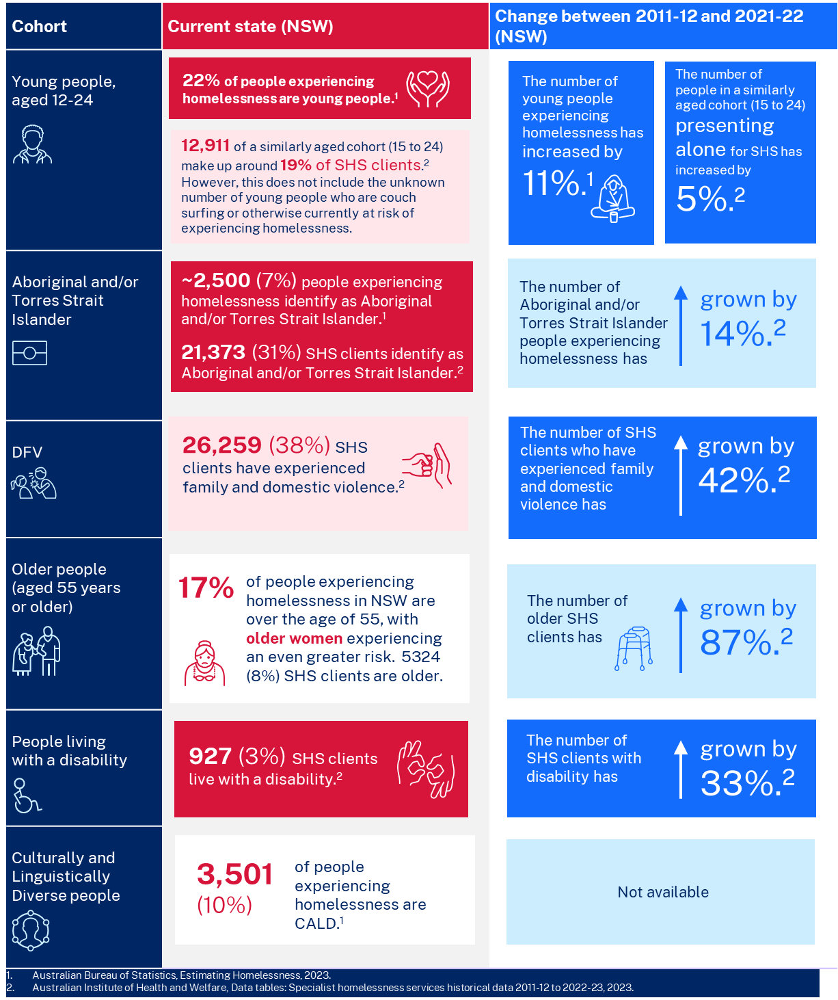 Cohort
Current state (NSW)
Change between 2011-12 and 2021-22
(NSW)
Young people,
aged 12-24
22% of people experiencing
homelessness are young people.1
12,911 of a similarly aged cohort (15 to 24)
make up around 19% of SHS clients.2
However, this does not include the unknown
number of young people who are couch
surfing or otherwise currently at risk of
experiencing homelessness.
The number of
young people
experiencing
homelessness has
increased by
11%.1
The number of
people in a similarly
aged cohort (15 to 24)
presenting
alone for SHS has
increased by
5%.2
Aboriginal and/or
Torres Strait
Islander
~2,500 (7%) people experiencing
homelessness identify as Aboriginal
and/or Torres Strait Islander.1
21,373 (31%) SHS clients identify as
Aboriginal and/or Torres Strait Islander.2
The number of
Aboriginal and/or
Torres Strait Islander
people experiencing
homelessness has
grown by
14%.2
DFV
26,259 (38%) SHS
clients have experienced
family and domestic violence.2
The number of SHS
clients who have
experienced family
and domestic
violence has
grown by
42%.2
Older people
(aged 55 years
or older)
17%
of people experiencing
homelessness in NSW are
over the age of 55, with
older women experiencing
an even greater risk. 5324
(8%) SHS clients are older.
The number of
older SHS
clients has
grown by
87%.2
People living
with a disability
927 (3%) SHS clients
live with a disability.2
The number of
SHS clients with
disability has
grown by
33%.2
Culturally and
Linguistically
Diverse people
3,501
(10%)
of people
experiencing
homelessness are
CALD.1
Not available
1. Australian Bureau of Statistics, Estimating Homelessness, 2023.
2. Australian Institute of Health and Welfare, Data tables: Specialist homelessness services historical data 2011-12 to 2022-23, 2023.